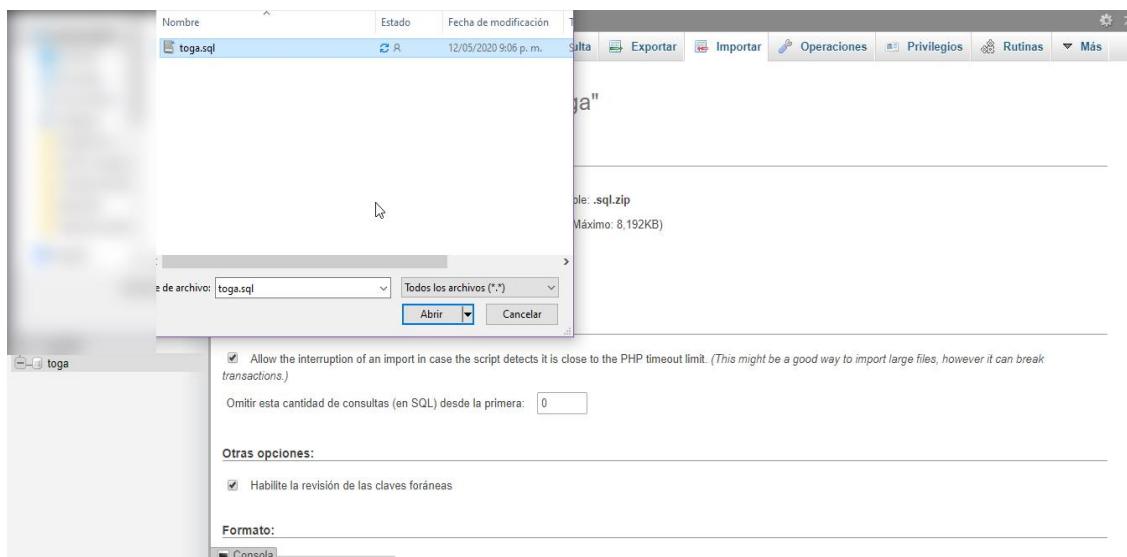 Nombre Estado Fecha de modificación T
toga.sql 12/05/2020 9:06 p. m.
ulta Exportar Importar Operaciones Privilegios Rutinas Más
ga"
ble: .sql.zip
Máximo: 8,192KB)
e de archivo: toga.sql Todos los archivos (*.*)
Abrir Cancelar
toga
Allow the interruption of an import in case the script detects it is close to the PHP timeout limit. (This might be a good way to import large files, however it can break
transactions.)
Omitir esta cantidad de consultas (en SQL) desde la primera: 0
Otras opciones:
Habilite la revisión de las claves foráneas
Formato:
Consola